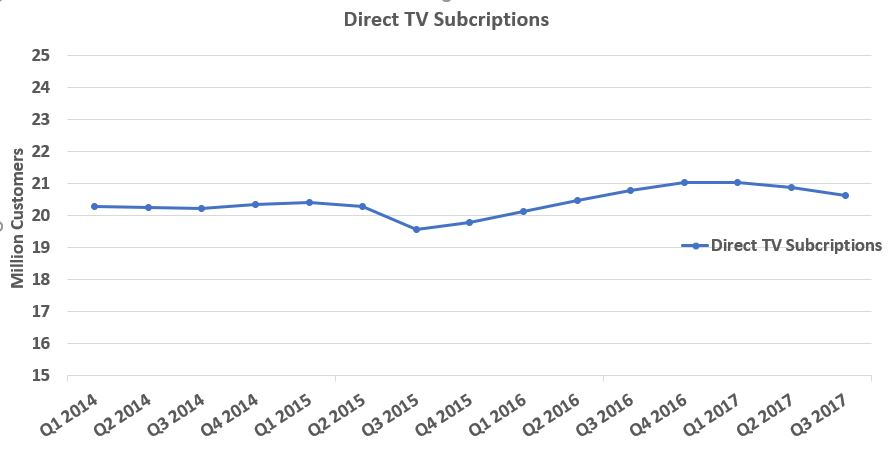 Direct TV Subcriptions
25
24
23
22
21
20
19
18
17
16
15
Million Customers
Direct TV Subcriptions
Q1 2014
Q2 2014
Q3 2014
Q4 2014
Q1 2015
Q2 2015
Q3 2015
Q4 2015
Q1 2016
Q2 2016
Q3 2016
Q4 2016
Q1 2017
Q2 2017
Q3 2017